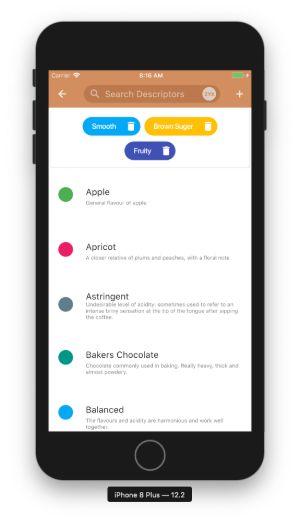 Carrier
8:16 AM
Search Descriptors
Smooth
Brown Sugar
Fruity
Apple
General flavour of apple
Apricot
A closer relative of plums and peaches, with a floral note.
Astringent
Undesirable level of acidity; sometimes used to refer to an
intense briny sensation at the tip of the tongue after sipping
the coffee.
Bakers Chocolate
Chocolate commonly used in baking. Really heavy, thick and
almost powdery.
Balanced
The flavours and acidity are harmonious and work well
together.
iPhone 8 Plus — 12.2